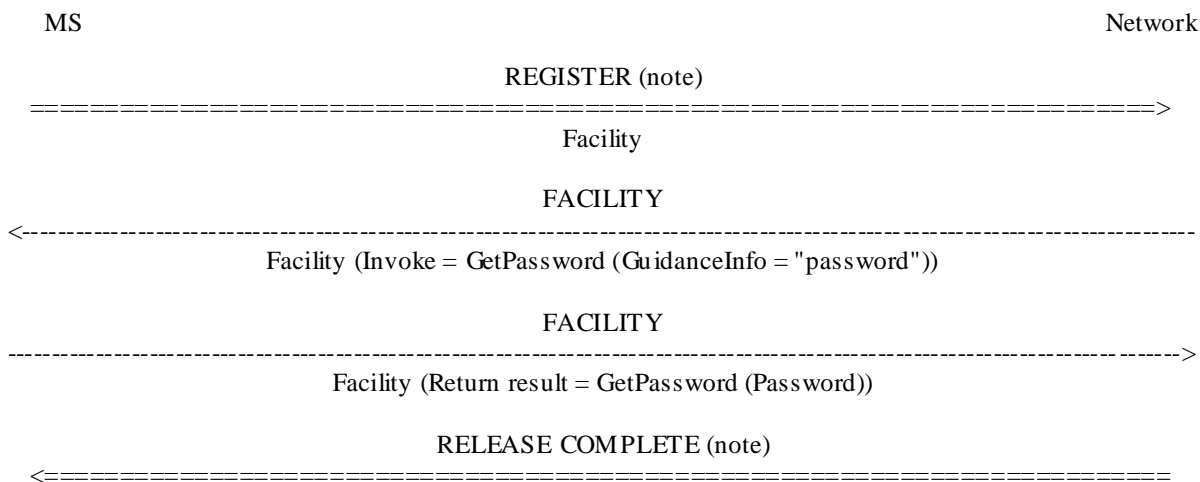 MS Network
REGISTER (note)
============================================================================>
Facility
FACILITY
<------------------------------------------------------------------------------------------------------------------------------------
Facility (Invoke = GetPassword (GuidanceInfo = "password"))
FACILITY
------------------------------------------------------------------------------------------------------------------------------------>
Facility (Return result = GetPassword (Password))
RELEASE COMPLETE (note)
<============================================================================